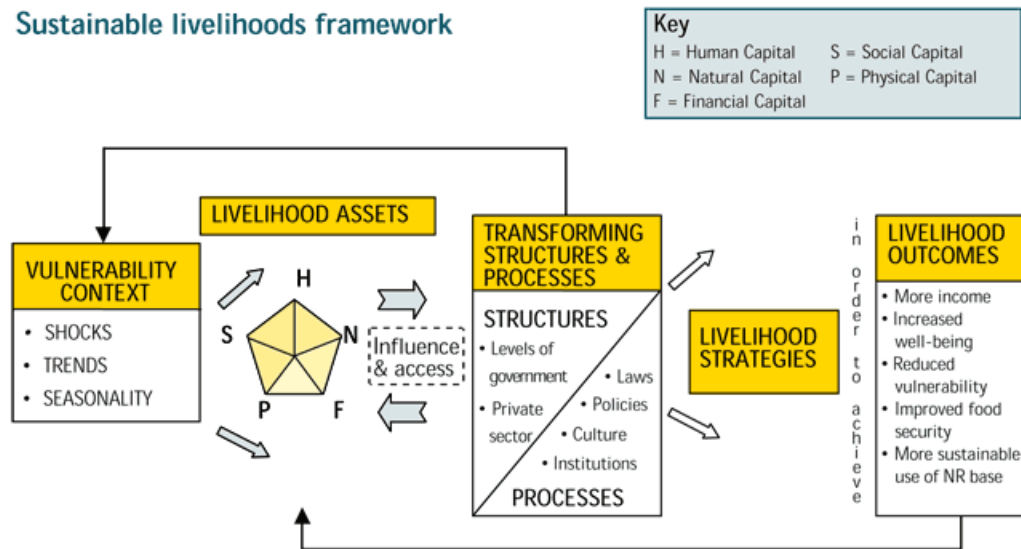 Sustainable livelihoods framework
Key
H = Human Capital S = Social Capital
N = Natural Capital P = Physical Capital
F = Financial Capital
VULNERABILITY
CONTEXT
• SHOCKS
• TRENDS
• SEASONALITY
LIVELIHOOD ASSETS
H
S
N
P
F
Influence
& access
TRANSFORMING
STRUCTURES &
PROCESSES
STRUCTURES
• Levels of
government
• Private
sector
• Laws
• Policies
• Culture
• Institutions
PROCESSES
LIVELIHOOD
STRATEGIES
in order to achieve
LIVELIHOOD
OUTCOMES
• More income
• Increased
well-being
• Reduced
vulnerability
• Improved food
security
• More sustainable
use of NR base